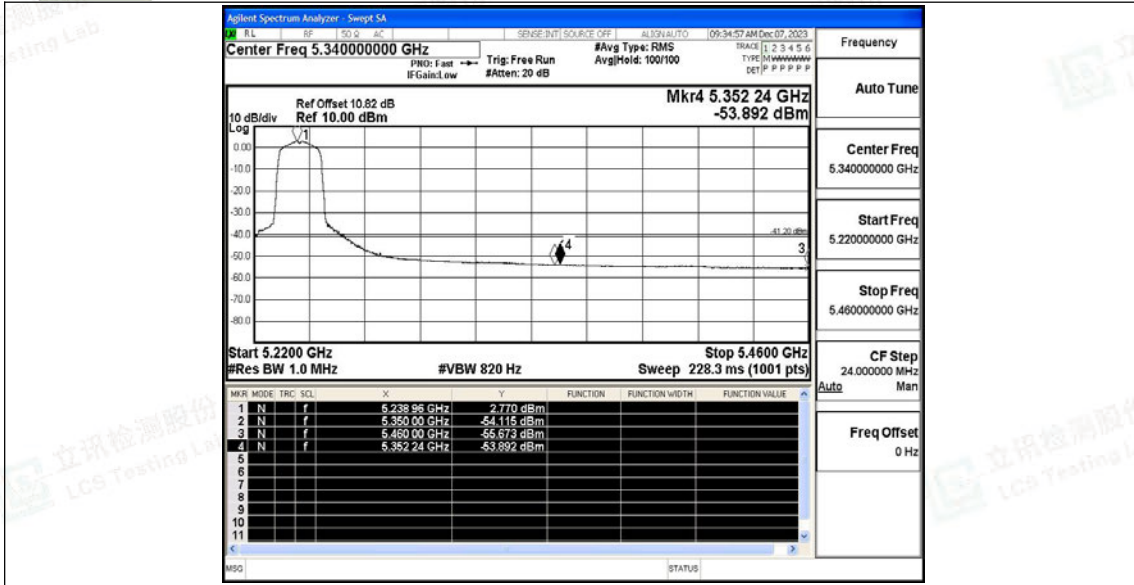 Agilent Spectrum Analyzer - Swept SA
RL RF 50 Ω AC SENSE:INT SOURCE OFF ALIGNAUTO 09:34:57 AM Dec 07, 2023
Center Freq 5.340000000 GHz
PNO: Fast
IFGain:Low
Trig: Free Run
#Atten: 20 dB
#Avg Type: RMS
Avg|Hold: 100/100
TRACE 1 2 3 4 5 6
TYPE M W W W W W
DET P P P P P P
Frequency
Auto Tune
Center Freq
5.340000000 GHz
Start Freq
5.220000000 GHz
Stop Freq
5.460000000 GHz
CF Step
24.000000 MHz
Auto Man
Freq Offset
0 Hz
Mkr4 5.352 24 GHz
-53.892 dBm
Ref Offset 10.82 dB
10 dB/div Ref 10.00 dBm
Log
0.00
-10.0
-20.0
-30.0
-40.0
-50.0
-60.0
-70.0
-80.0
1
4
3
-41.20 dBm
Start 5.2200 GHz Stop 5.4600 GHz
#Res BW 1.0 MHz #VBW 820 Hz Sweep 228.3 ms (1001 pts)
MKR MODE TRC SCL X Y FUNCTION FUNCTION WIDTH FUNCTION VALUE
1 N f 5.238 96 GHz 2.770 dBm
2 N f 5.350 00 GHz -54.115 dBm
3 N f 5.460 00 GHz -55.673 dBm
4 N f 5.352 24 GHz -53.892 dBm
5
6
7
8
9
10
11
MSG STATUS
立讯检测股份
LCS Testing Lab